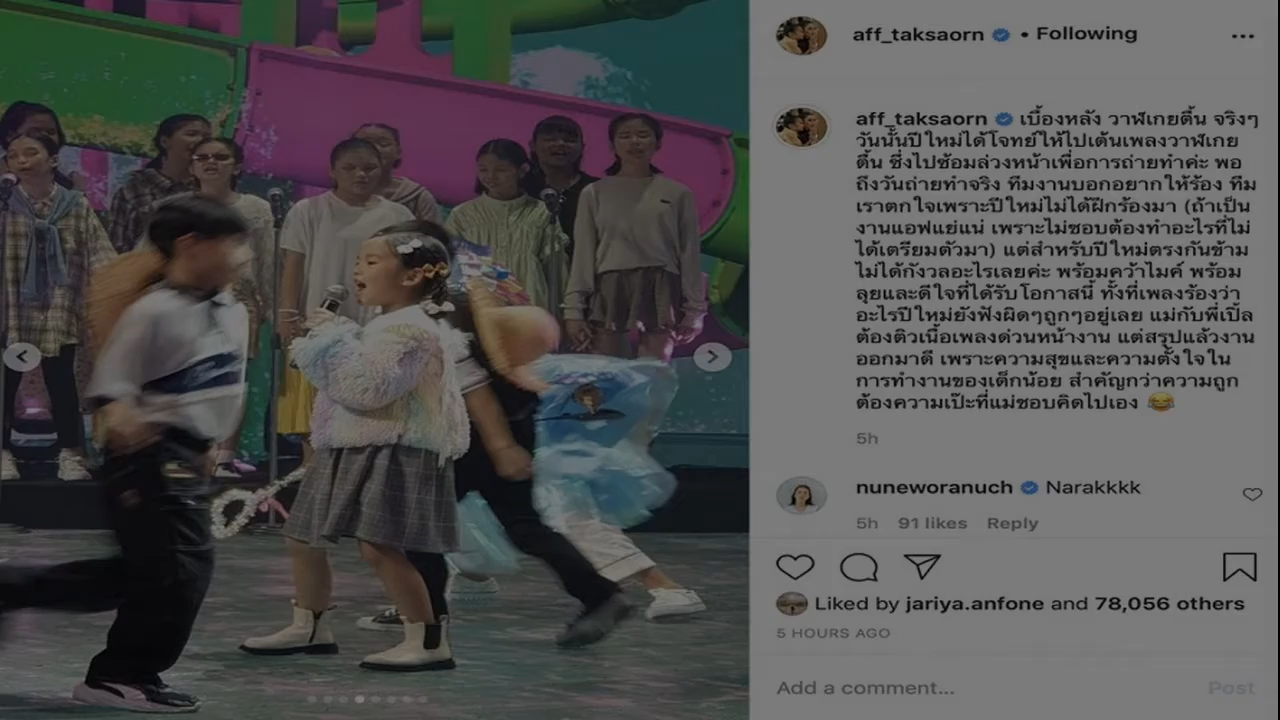 aff_taksaorn • Following
aff_taksaorn เบื้องหลัง วาฬเกยตื้น จริงๆ
วันนั้นปีใหม่ได้โจทย์ให้ไปเต้นเพลงวาฬเกย
ตื้น ซึ่งไปซ้อมล่วงหน้าเพื่อการถ่ายทำค่ะ พอ
ถึงวันถ่ายทำจริง ทีมงานบอกอยากให้ร้อง ทีม
เราตกใจเพราะปีใหม่ไม่ได้ฝึกร้องมา (ถ้าเป็น
งานแอฟแย่แน่ เพราะไม่ชอบต้องทำอะไรที่ไม่
ได้เตรียมตัวมา) แต่สำหรับปีใหม่ตรงกันข้าม
ไม่ได้กังวลอะไรเลยค่ะ พร้อมคว้าไมค์ พร้อม
ลุยและดีใจที่ได้รับโอกาสนี้ ทั้งที่เพลงร้องว่า
อะไรปีใหม่ยังฟังผิดๆถูกๆอยู่เลย แม่กับพี่เปิ้ล
ต้องติวเนื้อเพลงด่วนหน้างาน แต่สรุปแล้วงาน
ออกมาดี เพราะความสุขและความตั้งใจใน
การทำงานของเด็กน้อย สำคัญกว่าความถูก
ต้องความเป๊ะที่แม่ชอบคิดไปเอง 😂
5h
nuneworanuch Narakkkk
5h 91 likes Reply
Liked by jariya.anfone and 78,056 others
5 HOURS AGO
Add a comment... Post